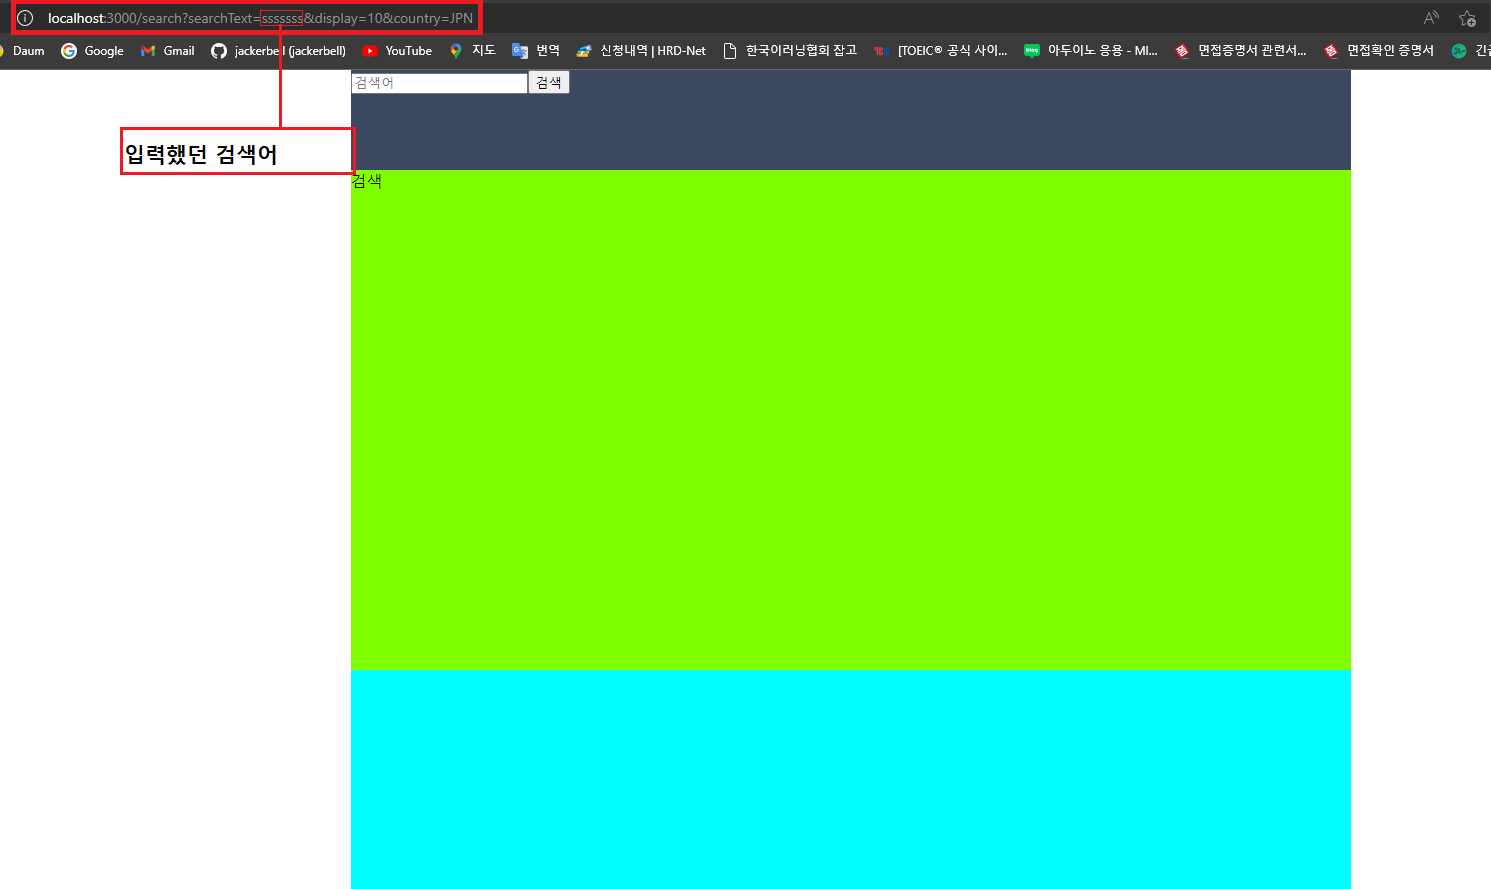 localhost:3000/search?searchText=sssssss&display=10&country=JPN
Daum Google Gmail jackerbell (jackerbell) YouTube 지도 번역 신청내역 | HRD-Net 한국이러닝협회 잡고 [TOEIC® 공식 사이... 아두이노 응용 - MI... 면접증명서 관련서... 면접확인 증명서
검색어 검색
입력했던 검색어
검색